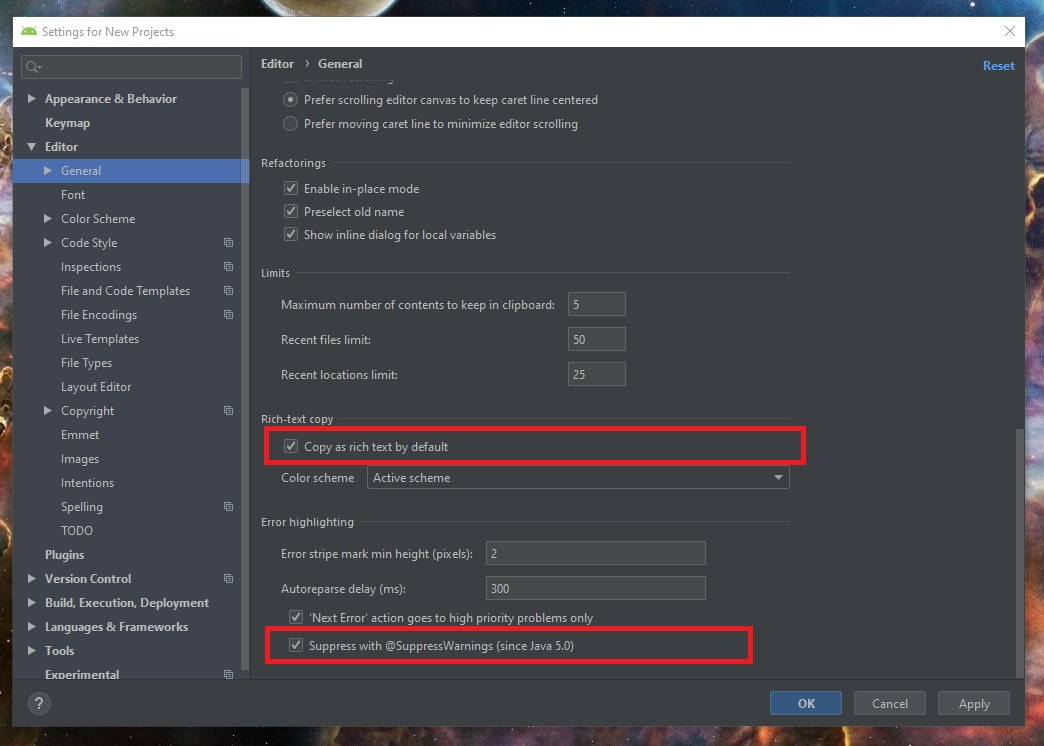 Settings for New Projects
Appearance & Behavior
Keymap
Editor
General
Font
Color Scheme
Code Style
Inspections
File and Code Templates
File Encodings
Live Templates
File Types
Layout Editor
Copyright
Emmet
Images
Intentions
Spelling
TODO
Plugins
Version Control
Build, Execution, Deployment
Languages & Frameworks
Tools
Experimental
Editor › General
Reset
Prefer scrolling editor canvas to keep caret line centered
Prefer moving caret line to minimize editor scrolling
Refactorings
Enable in-place mode
Preselect old name
Show inline dialog for local variables
Limits
Maximum number of contents to keep in clipboard: 5
Recent files limit: 50
Recent locations limit: 25
Rich-text copy
Copy as rich text by default
Color scheme Active scheme
Error highlighting
Error stripe mark min height (pixels): 2
Autoreparse delay (ms): 300
'Next Error' action goes to high priority problems only
Suppress with @SuppressWarnings (since Java 5.0)
? OK Cancel Apply